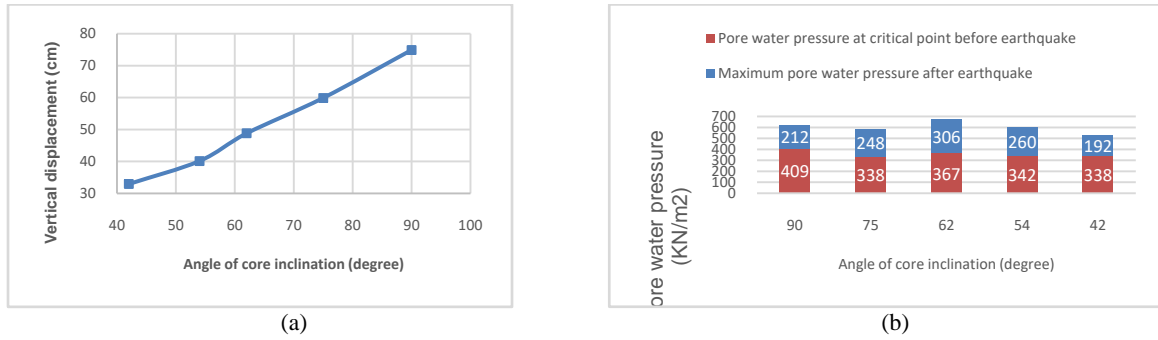 80
70
60
50
40
30
40 50 60 70 80 90 100
Vertical displacement (cm)
Angle of core inclination (degree)
(a)
Pore water pressure at critical point before earthquake
Maximum pore water pressure after earthquake
700
600
500
400
300
200
100
0
212 248 306 260 192
409 338 367 342 338
90 75 62 54 42
ore water pressure
(KN/m2)
Angle of core inclination (degree)
(b)